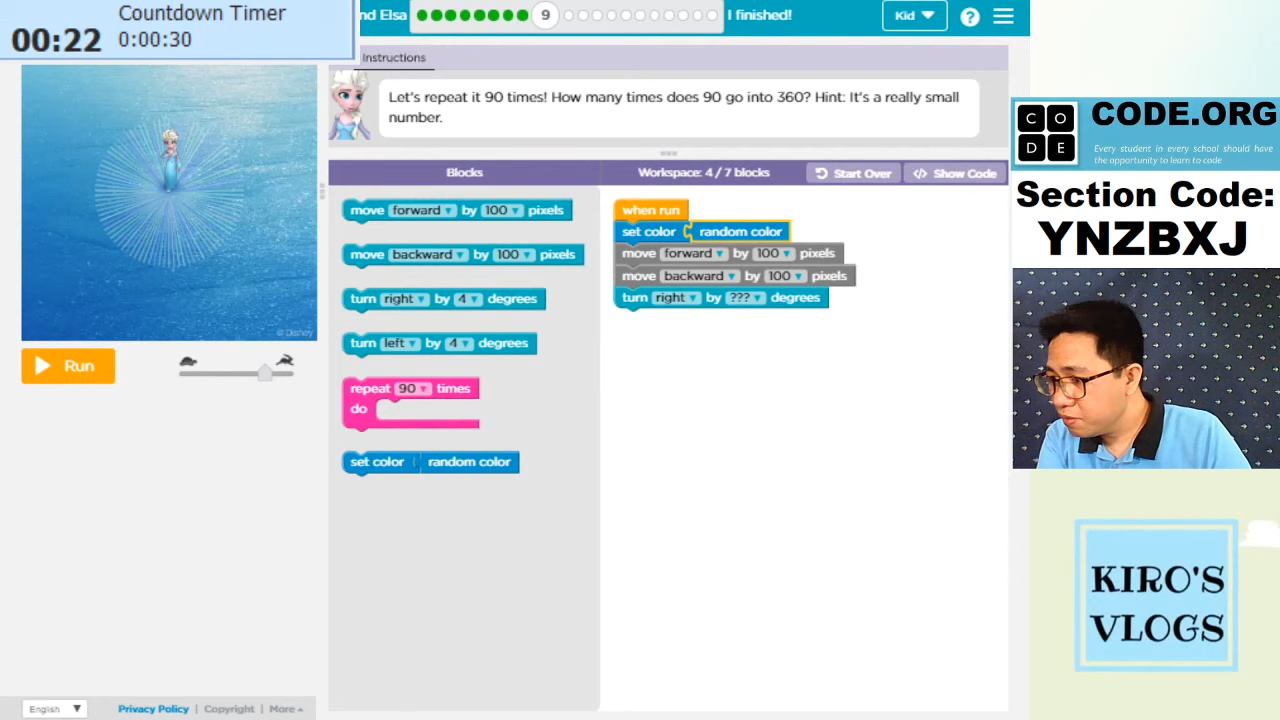 Countdown Timer
00:22
0:00:30
nd Elsa
9
I finished!
Kid
?
Instructions
Let's repeat it 90 times! How many times does 90 go into 360? Hint: It's a really small
number.
Blocks
Workspace: 4 / 7 blocks
Start Over
</> Show Code
move forward by 100 pixels
move backward by 100 pixels
turn right by 4 degrees
turn left by 4 degrees
repeat 90 times
do
set color random color
when run
set color random color
move forward by 100 pixels
move backward by 100 pixels
turn right by ??? degrees
© Disney
Run
English
Privacy Policy | Copyright | More
C O
D E
CODE.ORG
Every student in every school should have
the opportunity to learn to code
Section Code:
YNZBXJ
KIRO'S
VLOGS